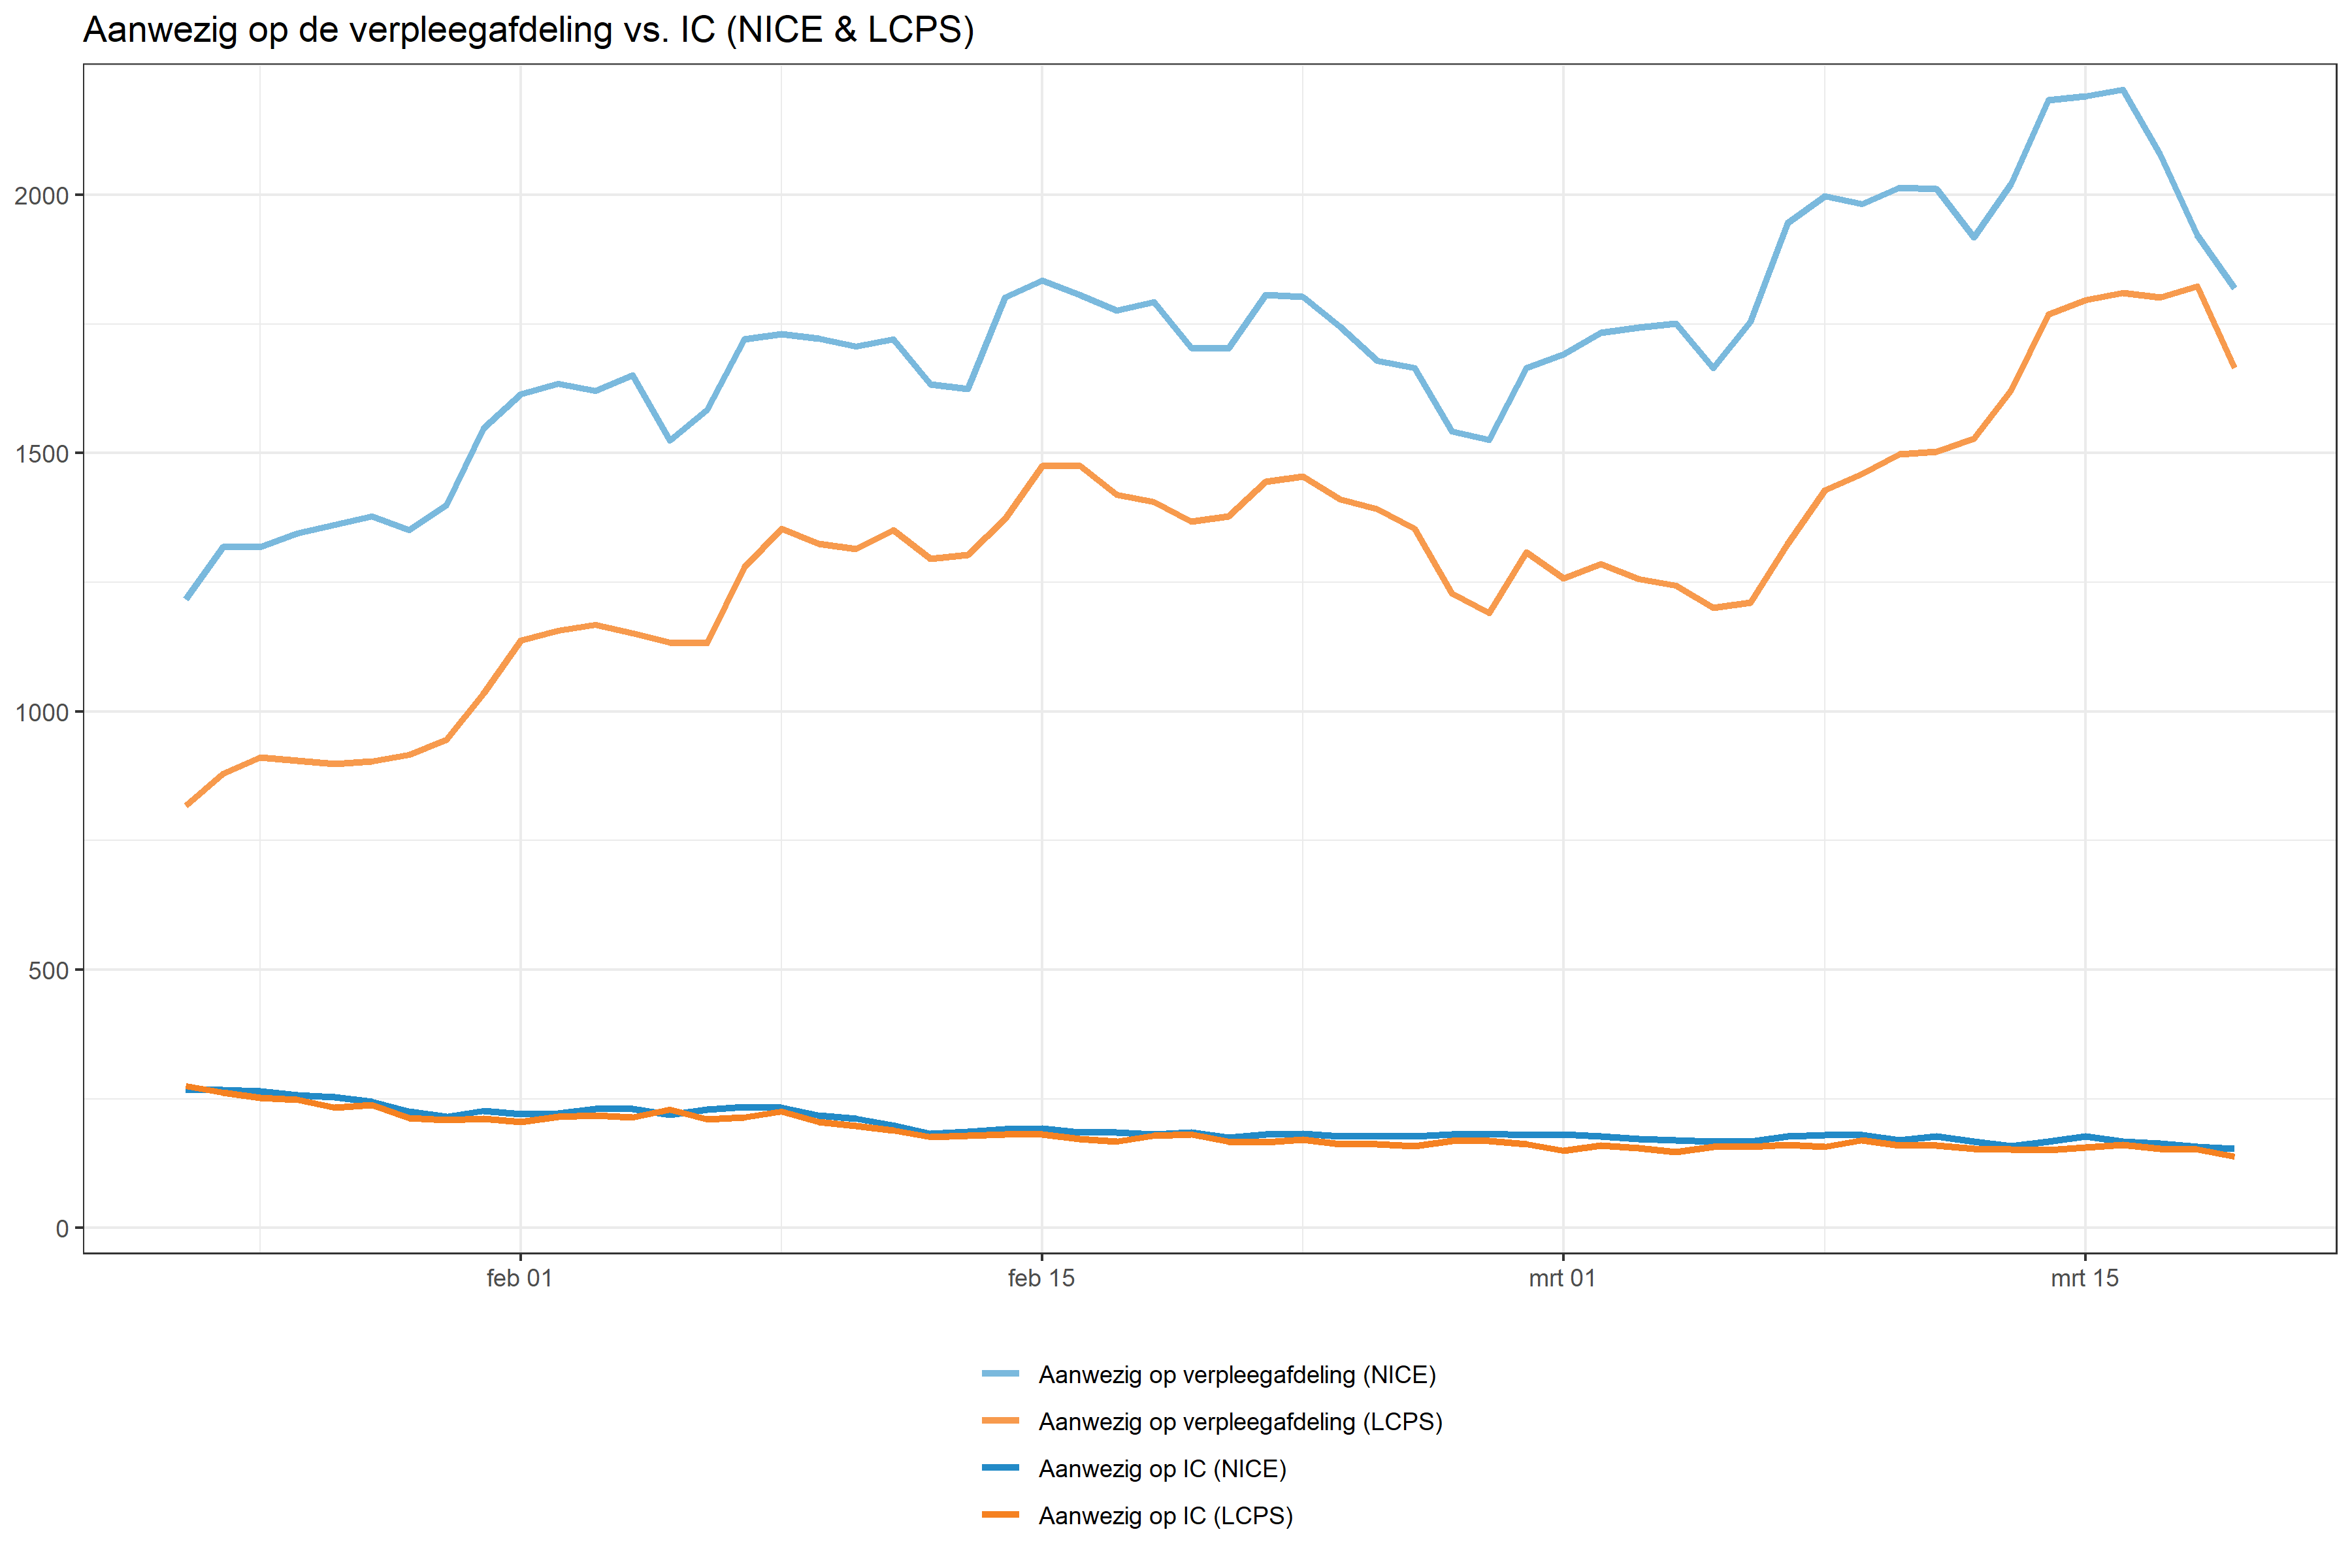 Aanwezig op de verpleegafdeling vs. IC (NICE & LCPS)
2000
1500
1000
500
0
feb 01
feb 15
mrt 01
mrt 15
Aanwezig op verpleegafdeling (NICE)
Aanwezig op verpleegafdeling (LCPS)
Aanwezig op IC (NICE)
Aanwezig op IC (LCPS)